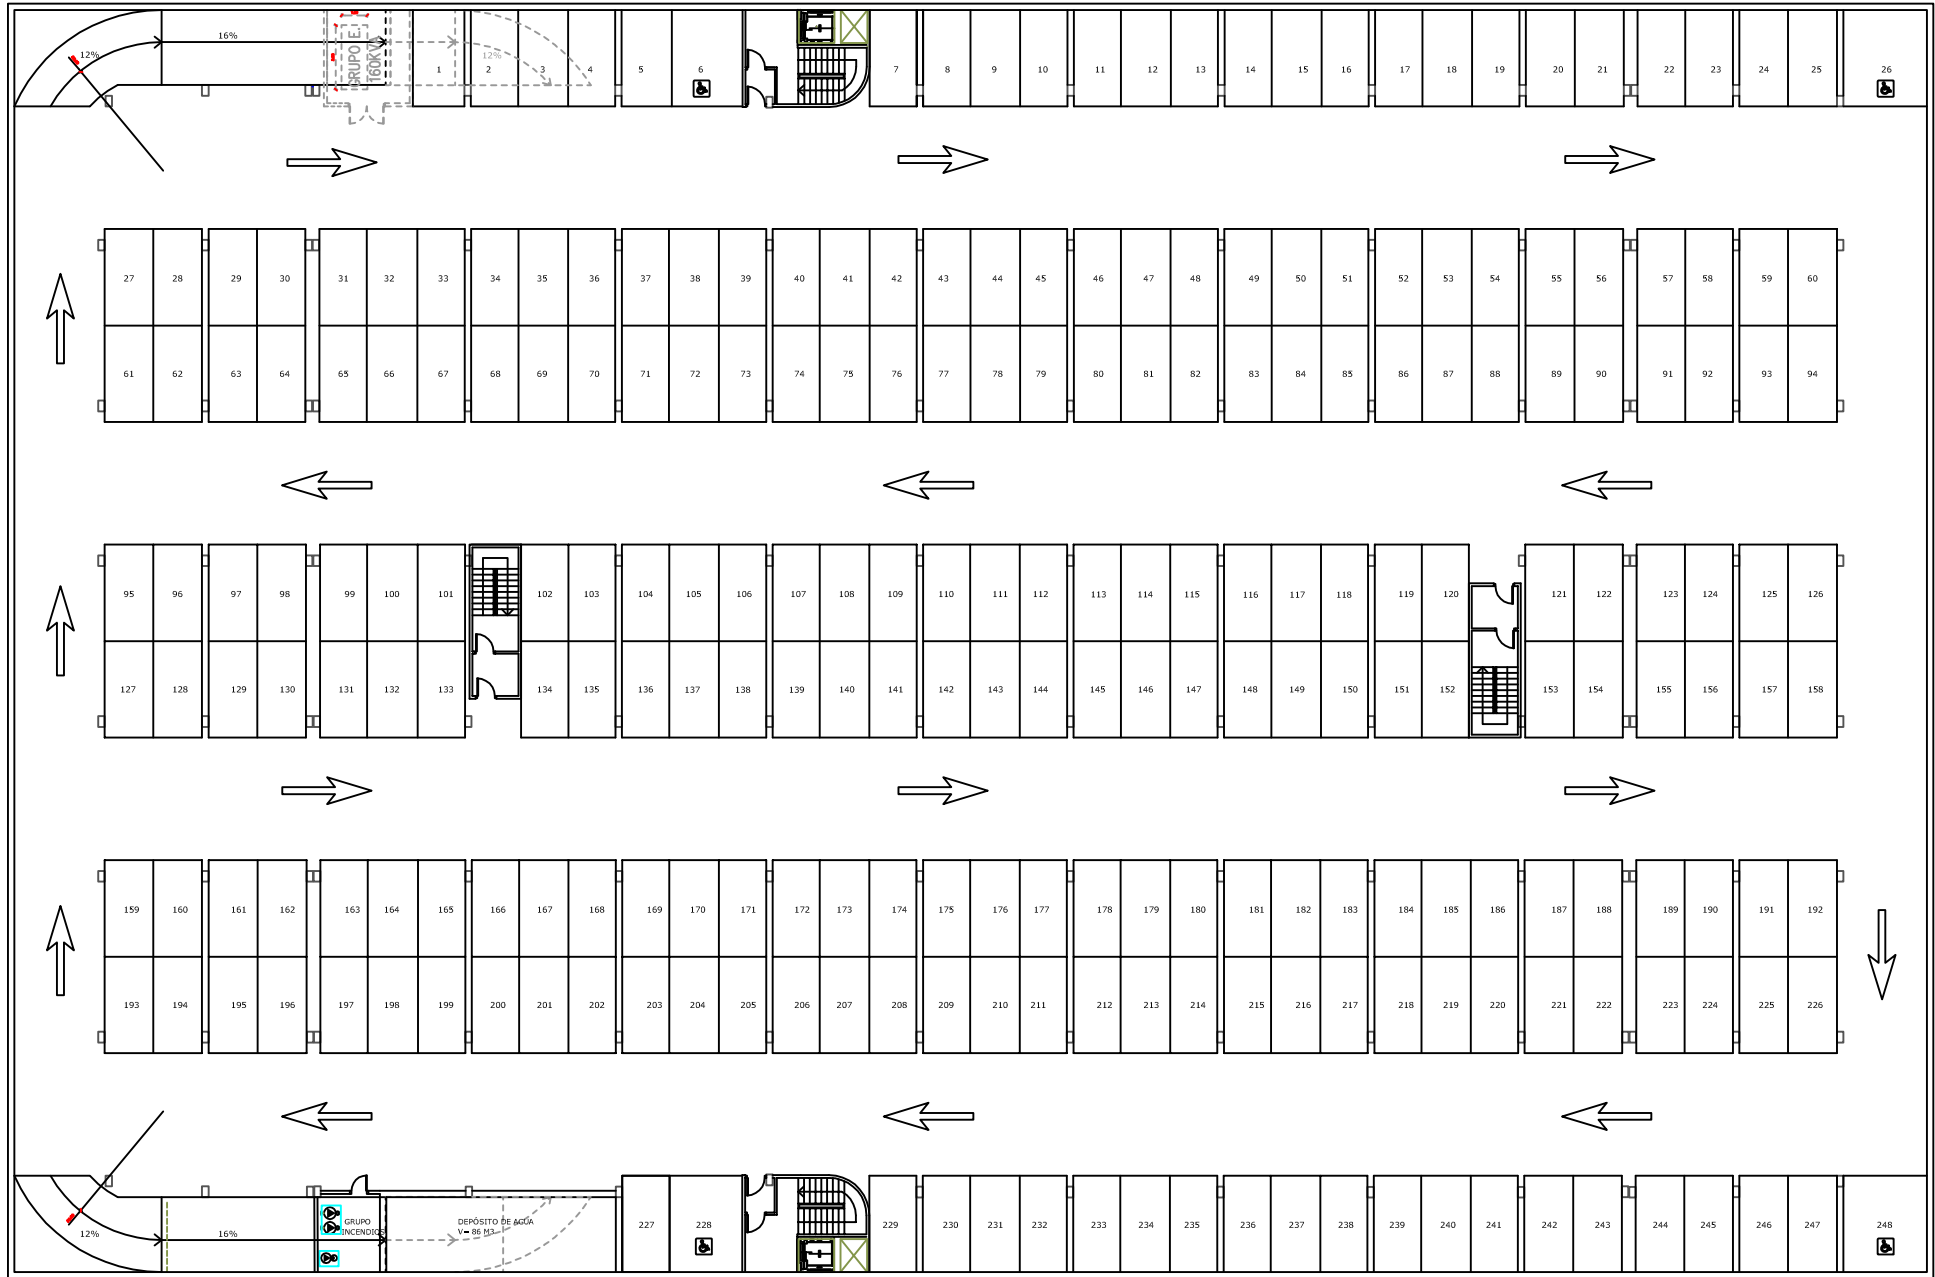 12%
16%
GRUPO E.
160KVA
12%
1 2 3 4 5 6 7 8 9 10 11 12 13 14 15 16 17 18 19 20 21 22 23 24 25 26
27 28 29 30 31 32 33 34 35 36 37 38 39 40 41 42 43 44 45 46 47 48 49 50 51 52 53 54 55 56 57 58 59 60
61 62 63 64 65 66 67 68 69 70 71 72 73 74 75 76 77 78 79 80 81 82 83 84 85 86 87 88 89 90 91 92 93 94
95 96 97 98 99 100 101 102 103 104 105 106 107 108 109 110 111 112 113 114 115 116 117 118 119 120 121 122 123 124 125 126
127 128 129 130 131 132 133 134 135 136 137 138 139 140 141 142 143 144 145 146 147 148 149 150 151 152 153 154 155 156 157 158
159 160 161 162 163 164 165 166 167 168 169 170 171 172 173 174 175 176 177 178 179 180 181 182 183 184 185 186 187 188 189 190 191 192
193 194 195 196 197 198 199 200 201 202 203 204 205 206 207 208 209 210 211 212 213 214 215 216 217 218 219 220 221 222 223 224 225 226
12%
16%
GRUPO
INCENDIOS
DEPÓSITO DE AGUA
V= 86 M3
227 228 229 230 231 232 233 234 235 236 237 238 239 240 241 242 243 244 245 246 247 248